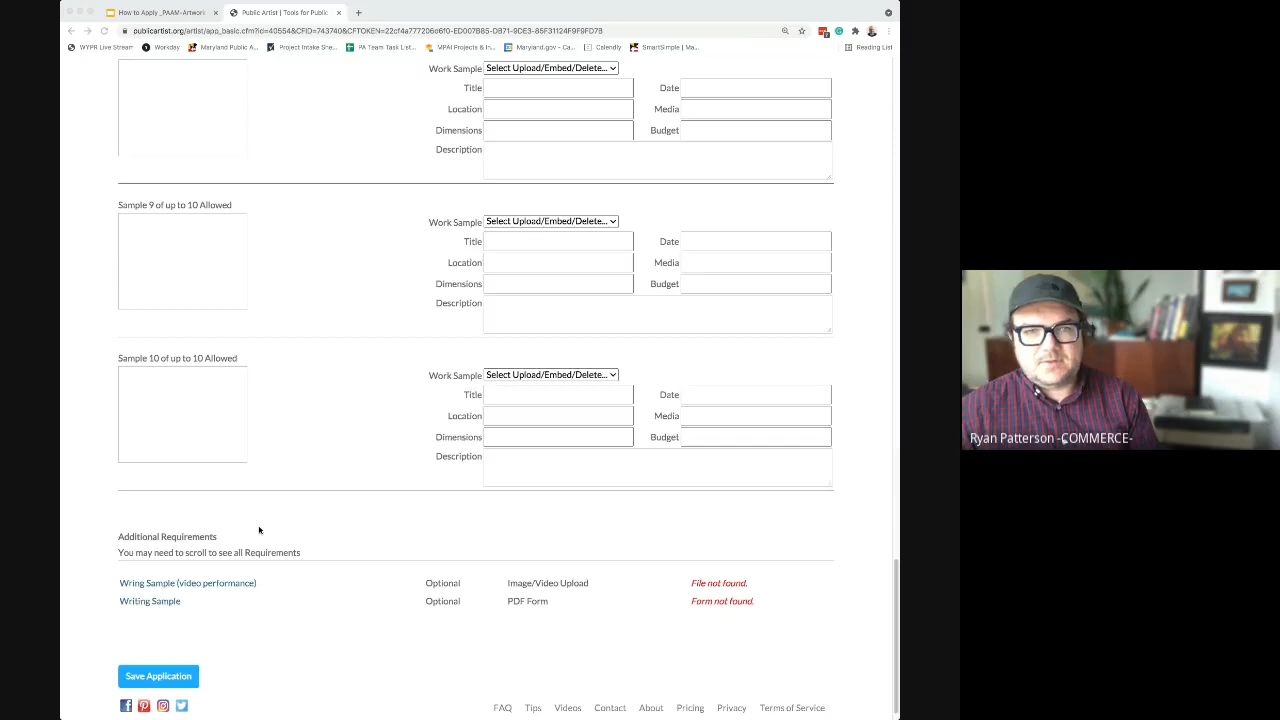 How to Apply _PAAM-Artworki
Public Artist | Tools for Public
publicartist.org/artist/app_basic.cfm?id=40554&CFID=743740&CFTOKEN=22cf4a777206d6f0-ED007B85-DB71-9DE3-85F31124F9F9FD7B
WYPR Live Stream
Workday
Maryland Public A...
Project Intake She...
PA Team Task List...
MPAI Projects & In...
Maryland.gov - Ca...
Calendly
SmartSimple | Ma...
Reading List
Work Sample Select Upload/Embed/Delete...
Title Date
Location Media
Dimensions Budget
Description
Sample 9 of up to 10 Allowed
Work Sample Select Upload/Embed/Delete...
Title Date
Location Media
Dimensions Budget
Description
Sample 10 of up to 10 Allowed
Work Sample Select Upload/Embed/Delete...
Title Date
Location Media
Dimensions Budget
Description
Ryan Patterson -COMMERCE-
Additional Requirements
You may need to scroll to see all Requirements
Wring Sample (video performance) Optional Image/Video Upload File not found.
Writing Sample Optional PDF Form Form not found.
Save Application
FAQ Tips Videos Contact About Pricing Privacy Terms of Service